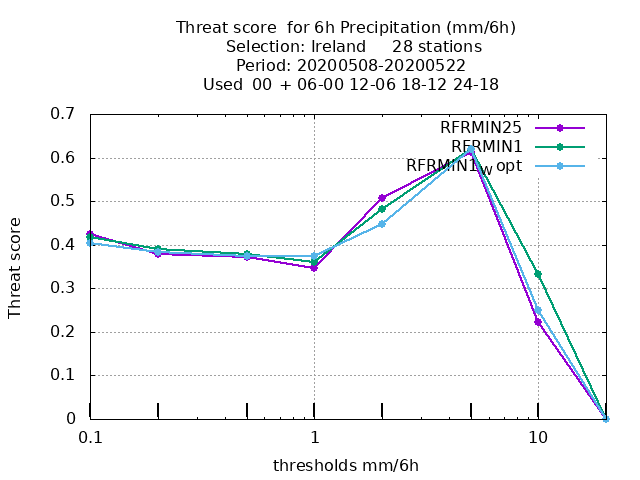 Threat score for 6h Precipitation (mm/6h)
Selection: Ireland 28 stations
Period: 20200508-20200522
Used 00 + 06-00 12-06 18-12 24-18
0.7
0.6
0.5
0.4
0.3
0.2
0.1
0
Threat score
RFRMIN25
RFRMIN1
RFRMIN1wopt
0.1 1 10
thresholds mm/6h